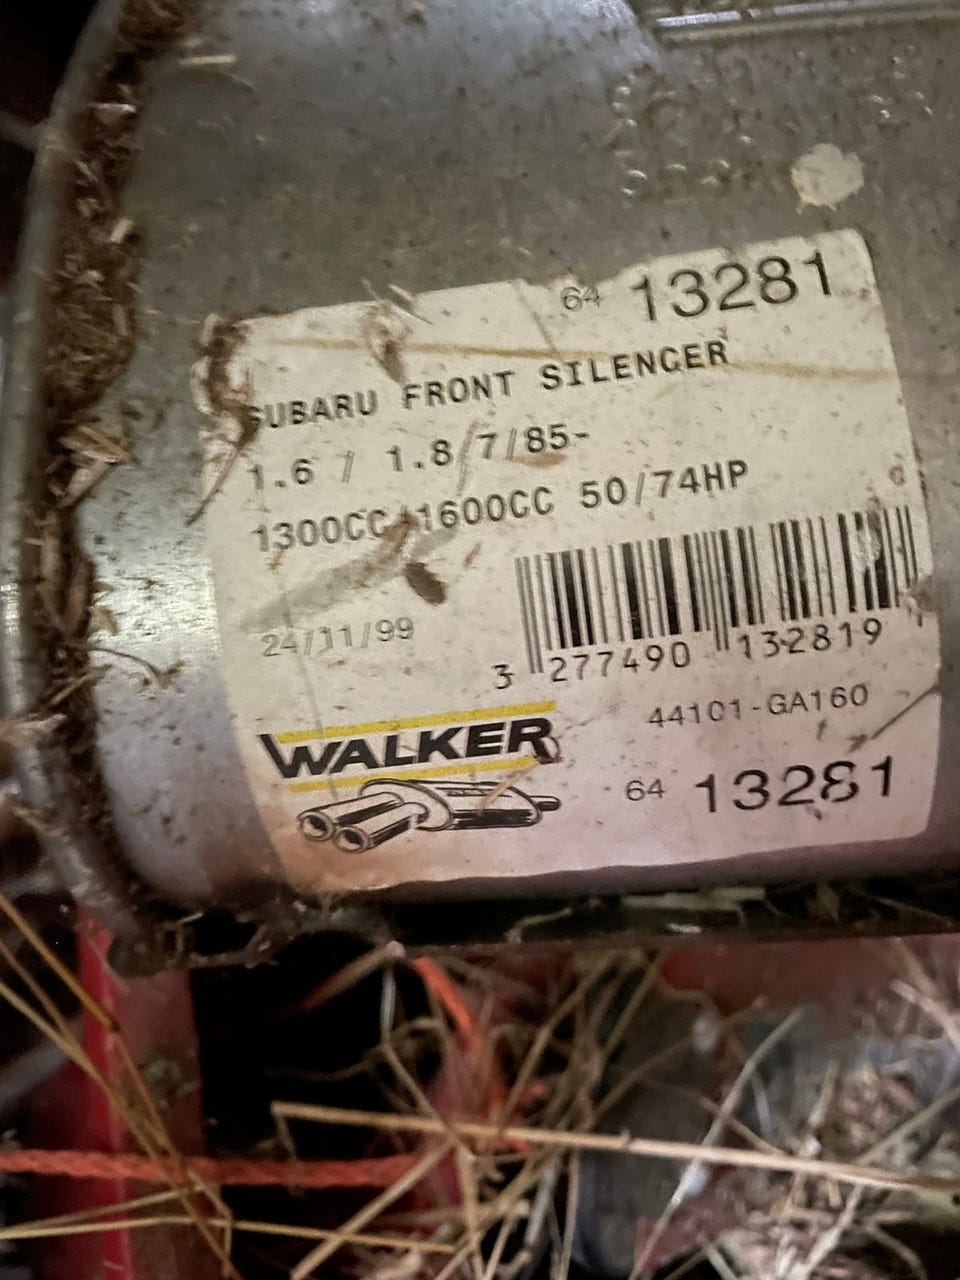 64 13281
SUBARU FRONT SILENCER
1.6 / 1.8/7/85-
1300CC/1600CC 50/74HP
24/11/99
3 277490 132819
44101-GA160
WALKER
64 13281